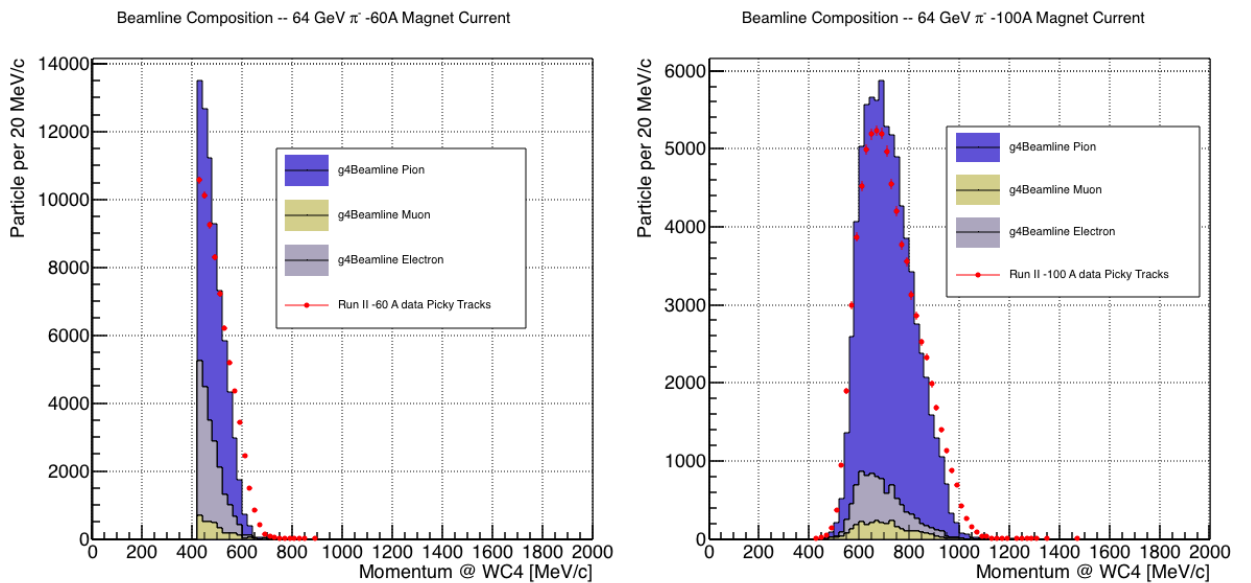 Beamline Composition -- 64 GeV π⁻ -60A Magnet Current
Particle per 20 MeV/c
14000
12000
10000
8000
6000
4000
2000
0
g4Beamline Pion
g4Beamline Muon
g4Beamline Electron
Run II -60 A data Picky Tracks
0 200 400 600 800 1000 1200 1400 1600 1800 2000
Momentum @ WC4 [MeV/c]
Beamline Composition -- 64 GeV π⁻ -100A Magnet Current
Particle per 20 MeV/c
6000
5000
4000
3000
2000
1000
0
g4Beamline Pion
g4Beamline Muon
g4Beamline Electron
Run II -100 A data Picky Tracks
0 200 400 600 800 1000 1200 1400 1600 1800 2000
Momentum @ WC4 [MeV/c]